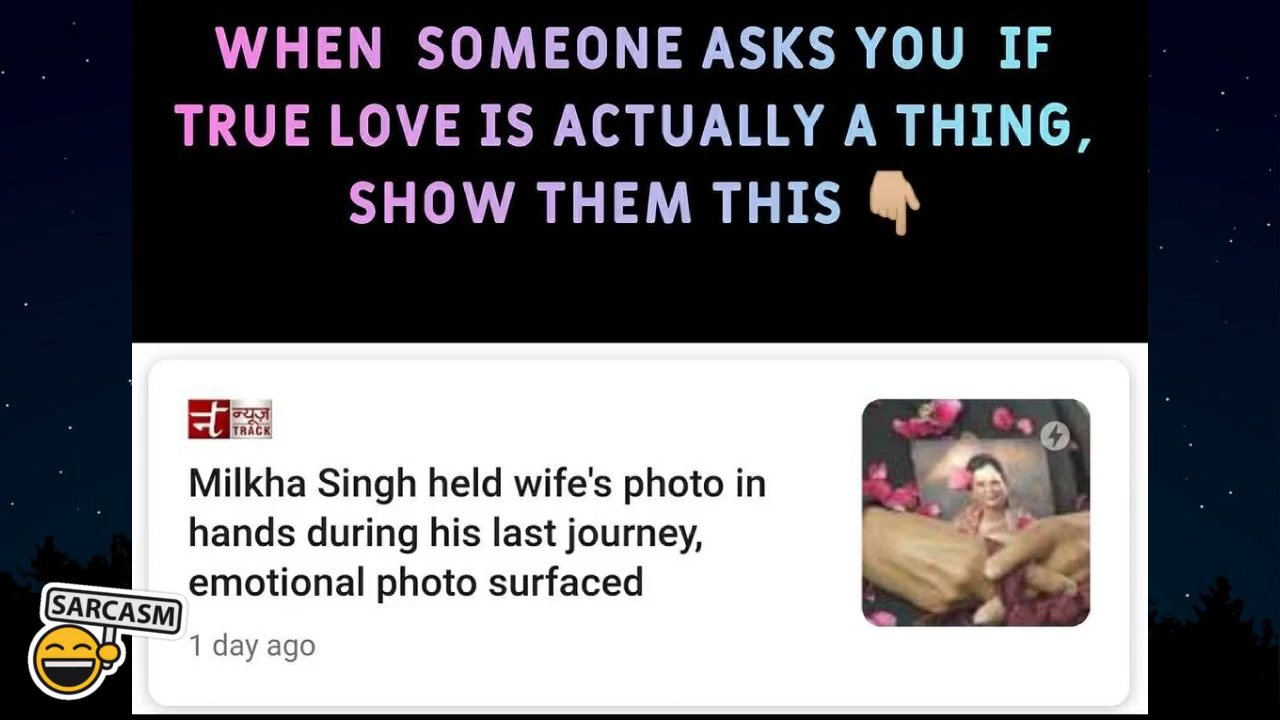 WHEN SOMEONE ASKS YOU IF
TRUE LOVE IS ACTUALLY A THING,
SHOW THEM THIS 👇🏼
न्यूज़
TRACK
Milkha Singh held wife's photo in
hands during his last journey,
emotional photo surfaced
1 day ago
SARCASM